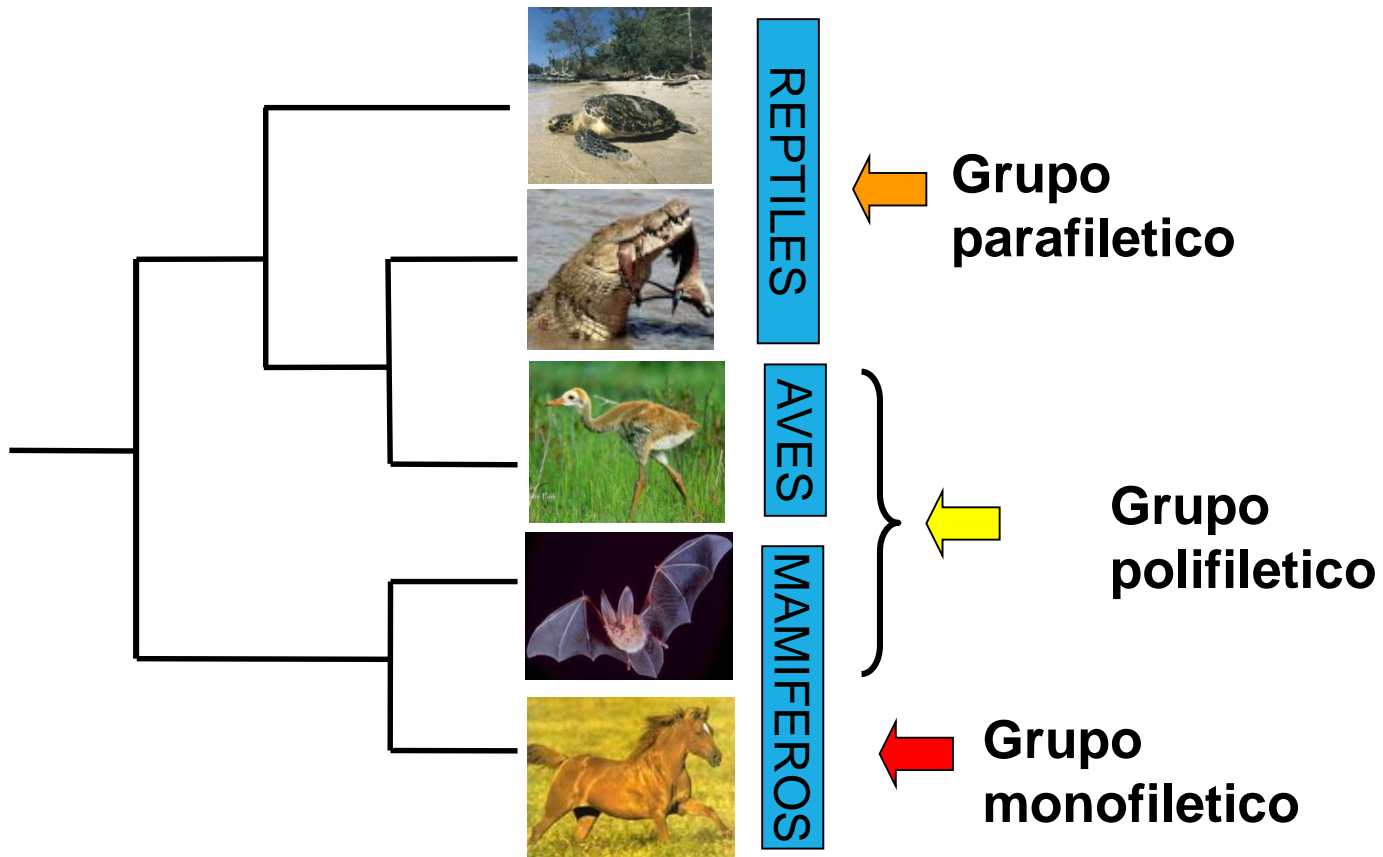 REPTILES
Grupo
parafiletico
AVES
Grupo
polifiletico
MAMIFEROS
Grupo
monofiletico